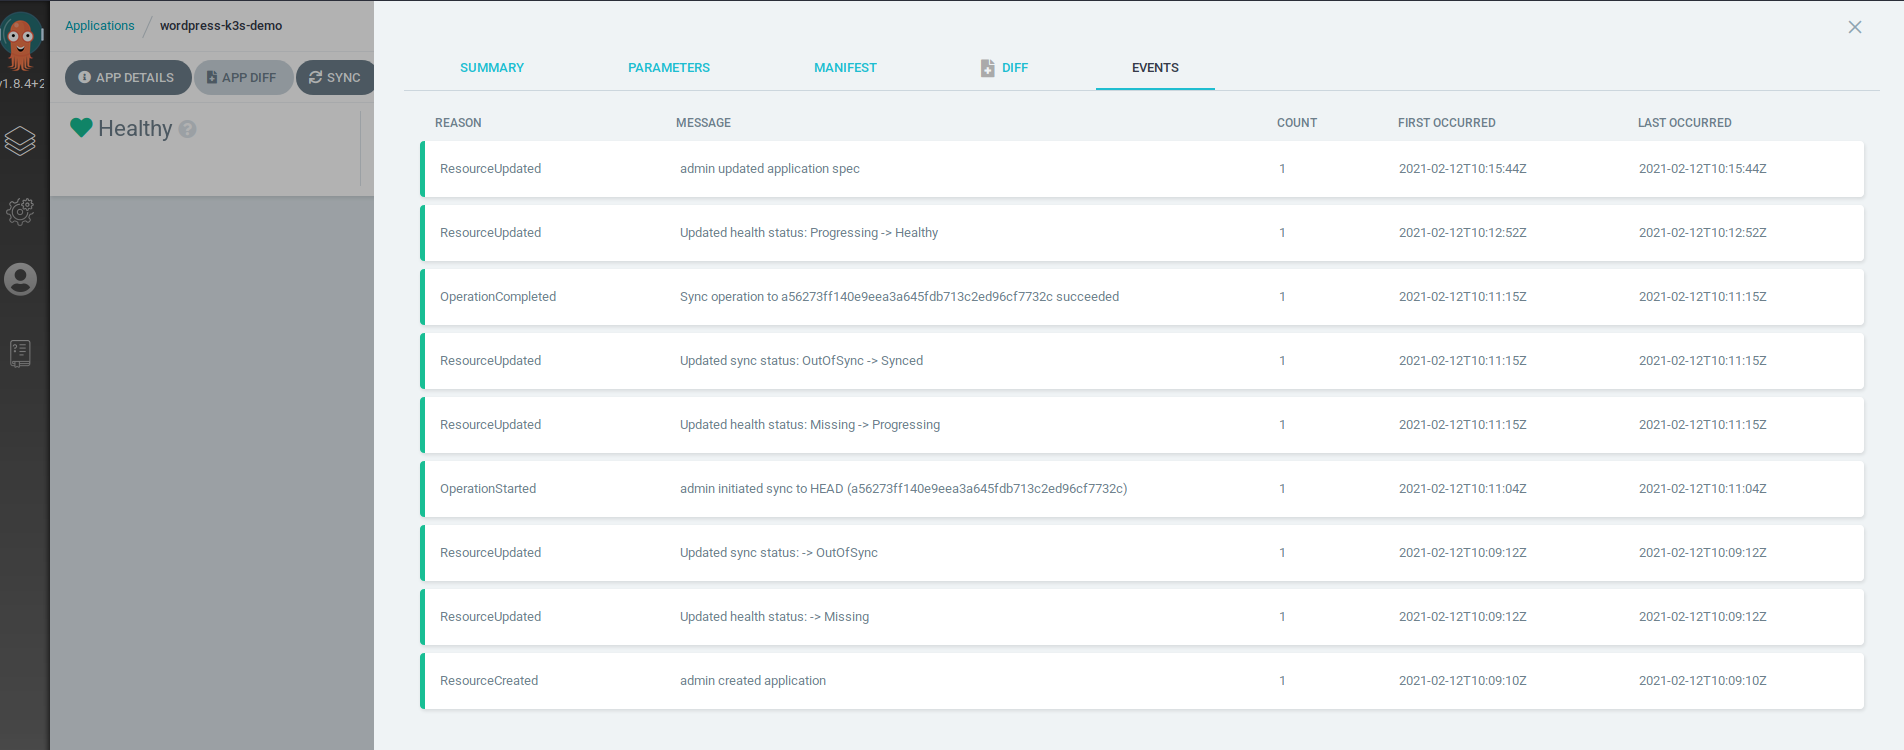 Applications / wordpress-k3s-demo
v1.8.4+2
APP DETAILS APP DIFF SYNC
Healthy ?
SUMMARY PARAMETERS MANIFEST DIFF EVENTS
REASON MESSAGE COUNT FIRST OCCURRED LAST OCCURRED
ResourceUpdated admin updated application spec 1 2021-02-12T10:15:44Z 2021-02-12T10:15:44Z
ResourceUpdated Updated health status: Progressing -> Healthy 1 2021-02-12T10:12:52Z 2021-02-12T10:12:52Z
OperationCompleted Sync operation to a56273ff140e9eea3a645fdb713c2ed96cf7732c succeeded 1 2021-02-12T10:11:15Z 2021-02-12T10:11:15Z
ResourceUpdated Updated sync status: OutOfSync -> Synced 1 2021-02-12T10:11:15Z 2021-02-12T10:11:15Z
ResourceUpdated Updated health status: Missing -> Progressing 1 2021-02-12T10:11:15Z 2021-02-12T10:11:15Z
OperationStarted admin initiated sync to HEAD (a56273ff140e9eea3a645fdb713c2ed96cf7732c) 1 2021-02-12T10:11:04Z 2021-02-12T10:11:04Z
ResourceUpdated Updated sync status: -> OutOfSync 1 2021-02-12T10:09:12Z 2021-02-12T10:09:12Z
ResourceUpdated Updated health status: -> Missing 1 2021-02-12T10:09:12Z 2021-02-12T10:09:12Z
ResourceCreated admin created application 1 2021-02-12T10:09:10Z 2021-02-12T10:09:10Z